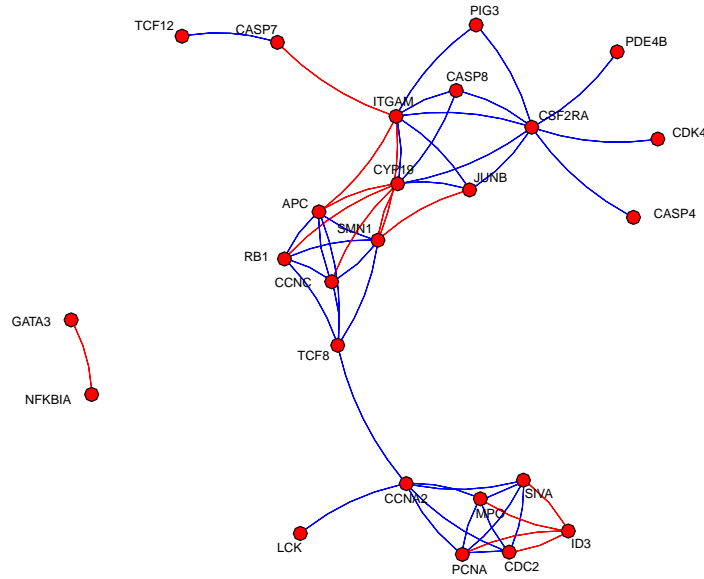 PIG3
TCF12
CASP7
PDE4B
CASP8
ITGAM
CSF2RA
CDK4
CYP19
JUNB
APC
CASP4
SMN1
RB1
CCNC
GATA3
TCF8
NFKBIA
CCNA2
SIVA
MPO
LCK
ID3
PCNA
CDC2